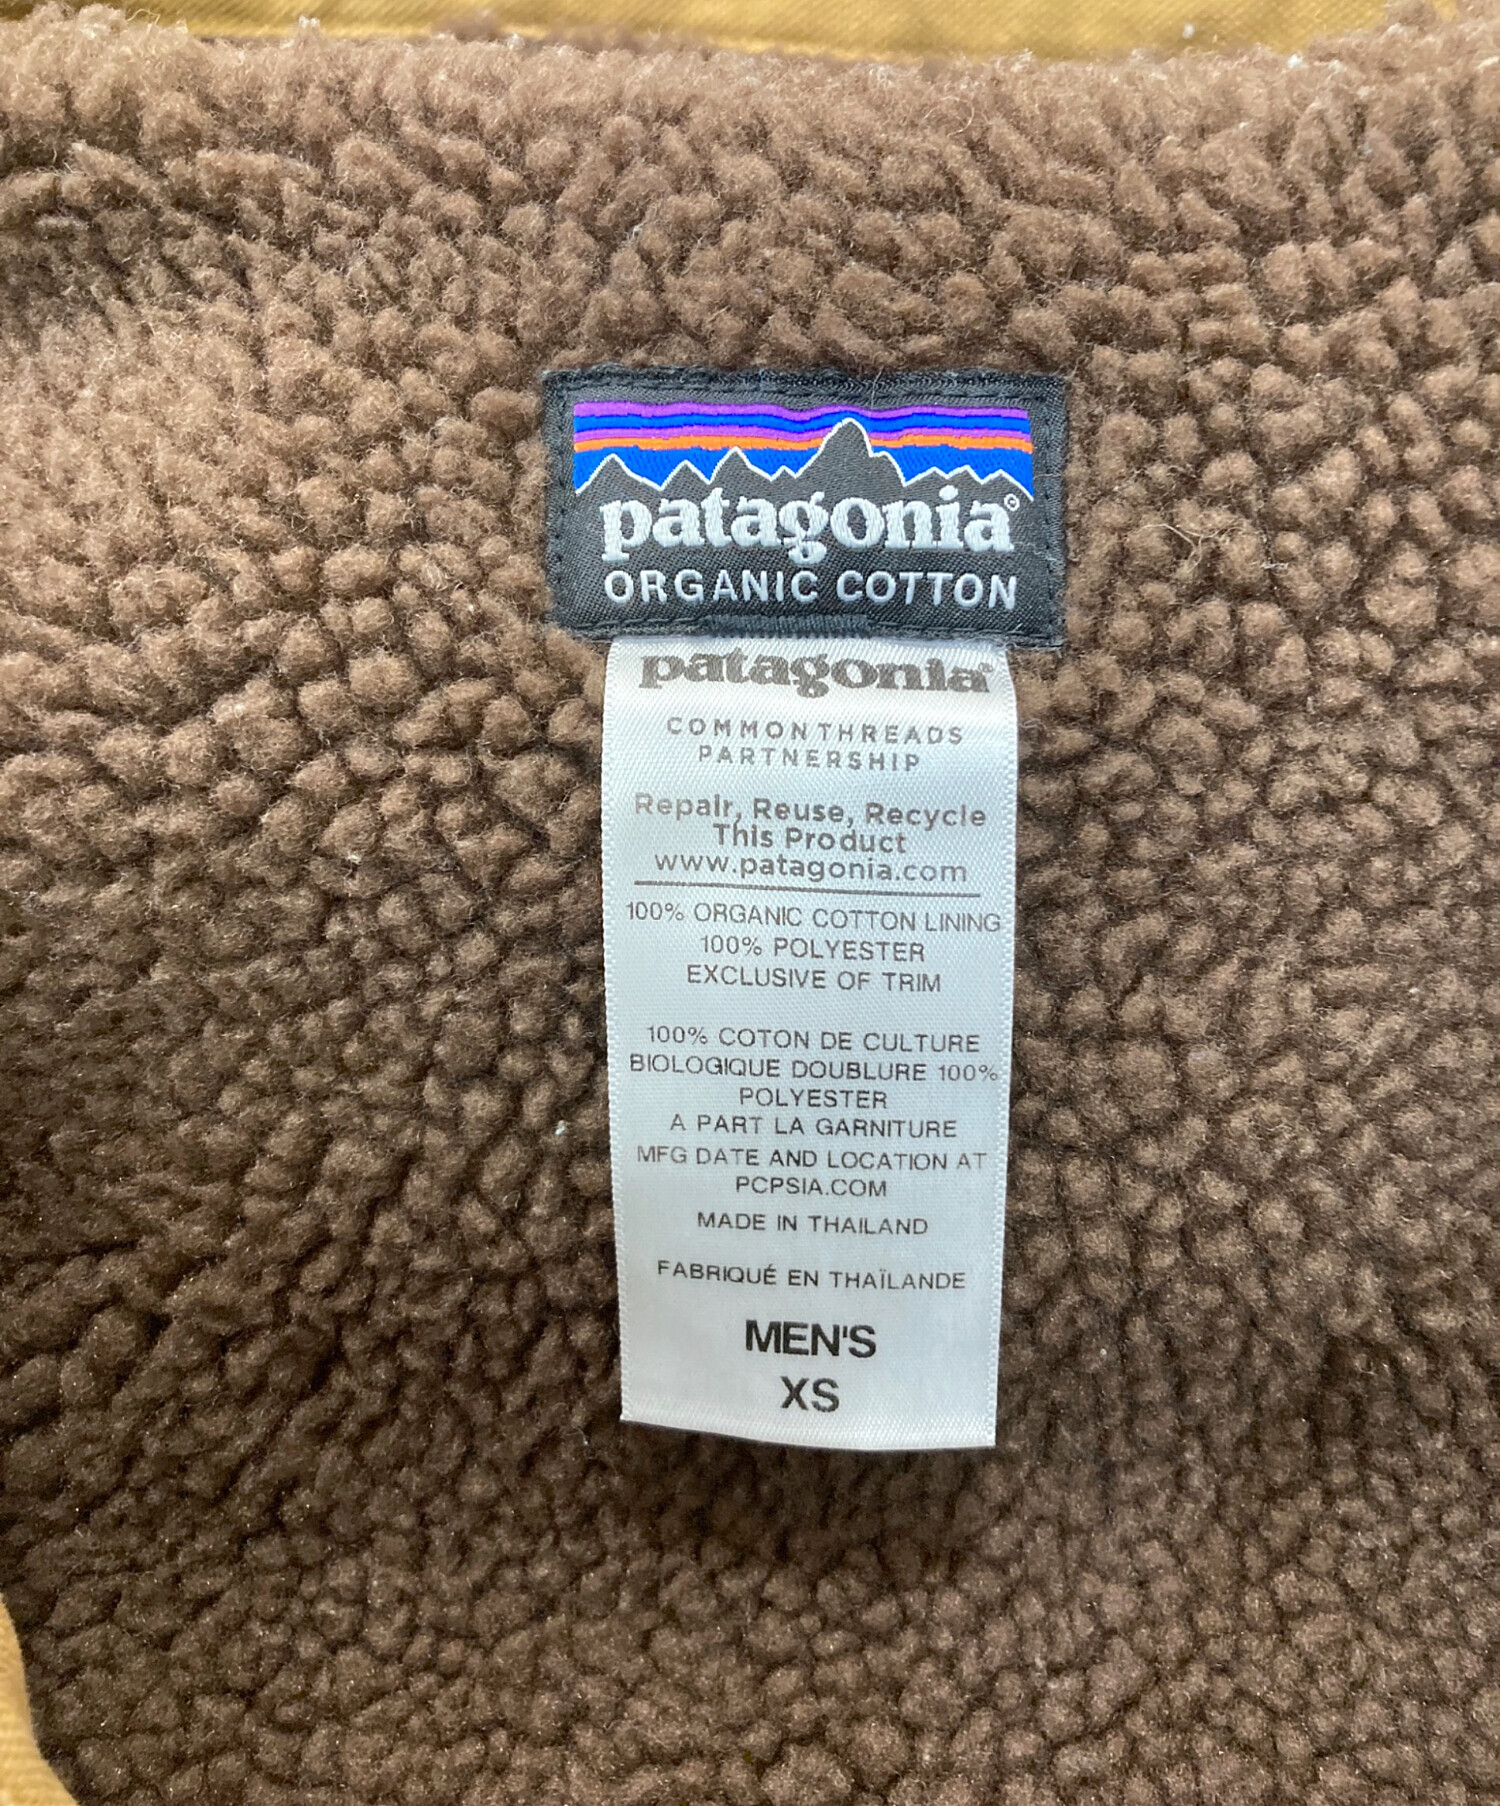 patagonia®
ORGANIC COTTON
patagonia®
COMMON THREADS
PARTNERSHIP
Repair, Reuse, Recycle
This Product
www.patagonia.com
100% ORGANIC COTTON LINING
100% POLYESTER
EXCLUSIVE OF TRIM
100% COTON DE CULTURE
BIOLOGIQUE DOUBLURE 100%
POLYESTER
A PART LA GARNITURE
MFG DATE AND LOCATION AT
PCPSIA.COM
MADE IN THAILAND
FABRIQUÉ EN THAÏLANDE
MEN'S
XS